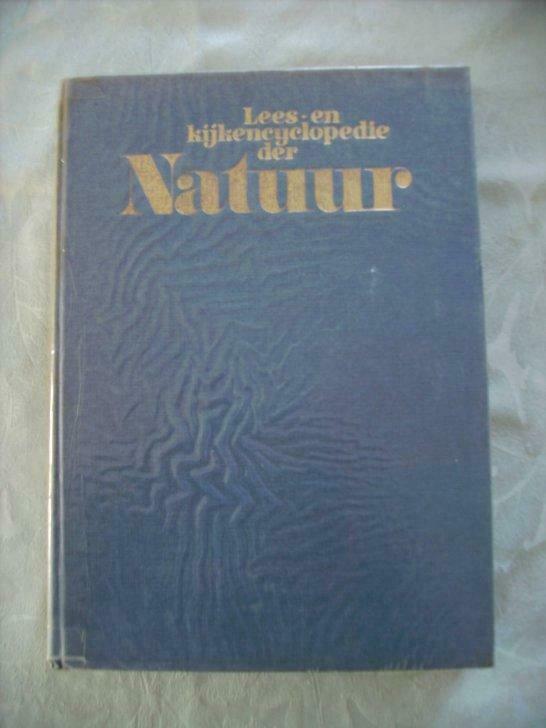 Lees-en
kijkencyclopedie
der
Natuur